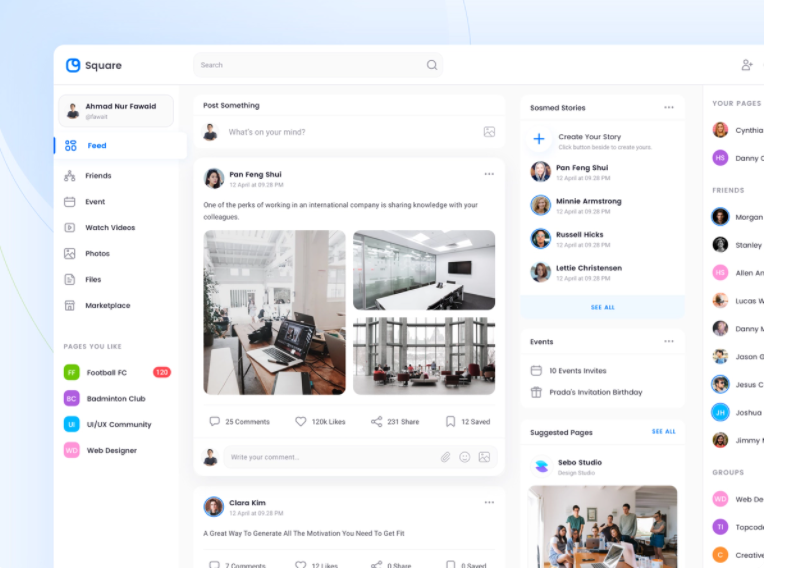 Square
Search
Ahmad Nur Fawaid
@fawait
Feed
Friends
Event
Watch Videos
Photos
Files
Marketplace
PAGES YOU LIKE
FF
Football FC
120
BC
Badminton Club
UI
UI/UX Community
WD
Web Designer
Post Something
What's on your mind?
Pan Feng Shui
12 April at 09.28 PM
One of the perks of working in an international company is sharing knowledge with your
colleagues.
25 Comments
120k Likes
231 Share
12 Saved
Write your comment...
Clara Kim
12 April at 09.28 PM
A Great Way To Generate All The Motivation You Need To Get Fit
7 Comments
12 Likes
0 Share
0 Saved
Sosmed Stories
Create Your Story
Click button beside to create yours
Pan Feng Shui
12 April at 09.28 PM
Minnie Armstrong
12 April at 09.28 PM
Russell Hicks
12 April at 09.28 PM
Lettie Christensen
12 April at 09.28 PM
SEE ALL
Events
10 Events Invites
Prada's Invitation Birthday
Suggested Pages
SEE ALL
Sebo Studio
Design Studio
YOUR PAGES
Cynthia
HS
Danny
FRIENDS
Morgan
Stanley
HS
Allen
Lucas W
Danny
Jason
Jesus C
JH
Joshua
Jimmy
GROUPS
WD
Web De
TI
Topcod
C
Creative